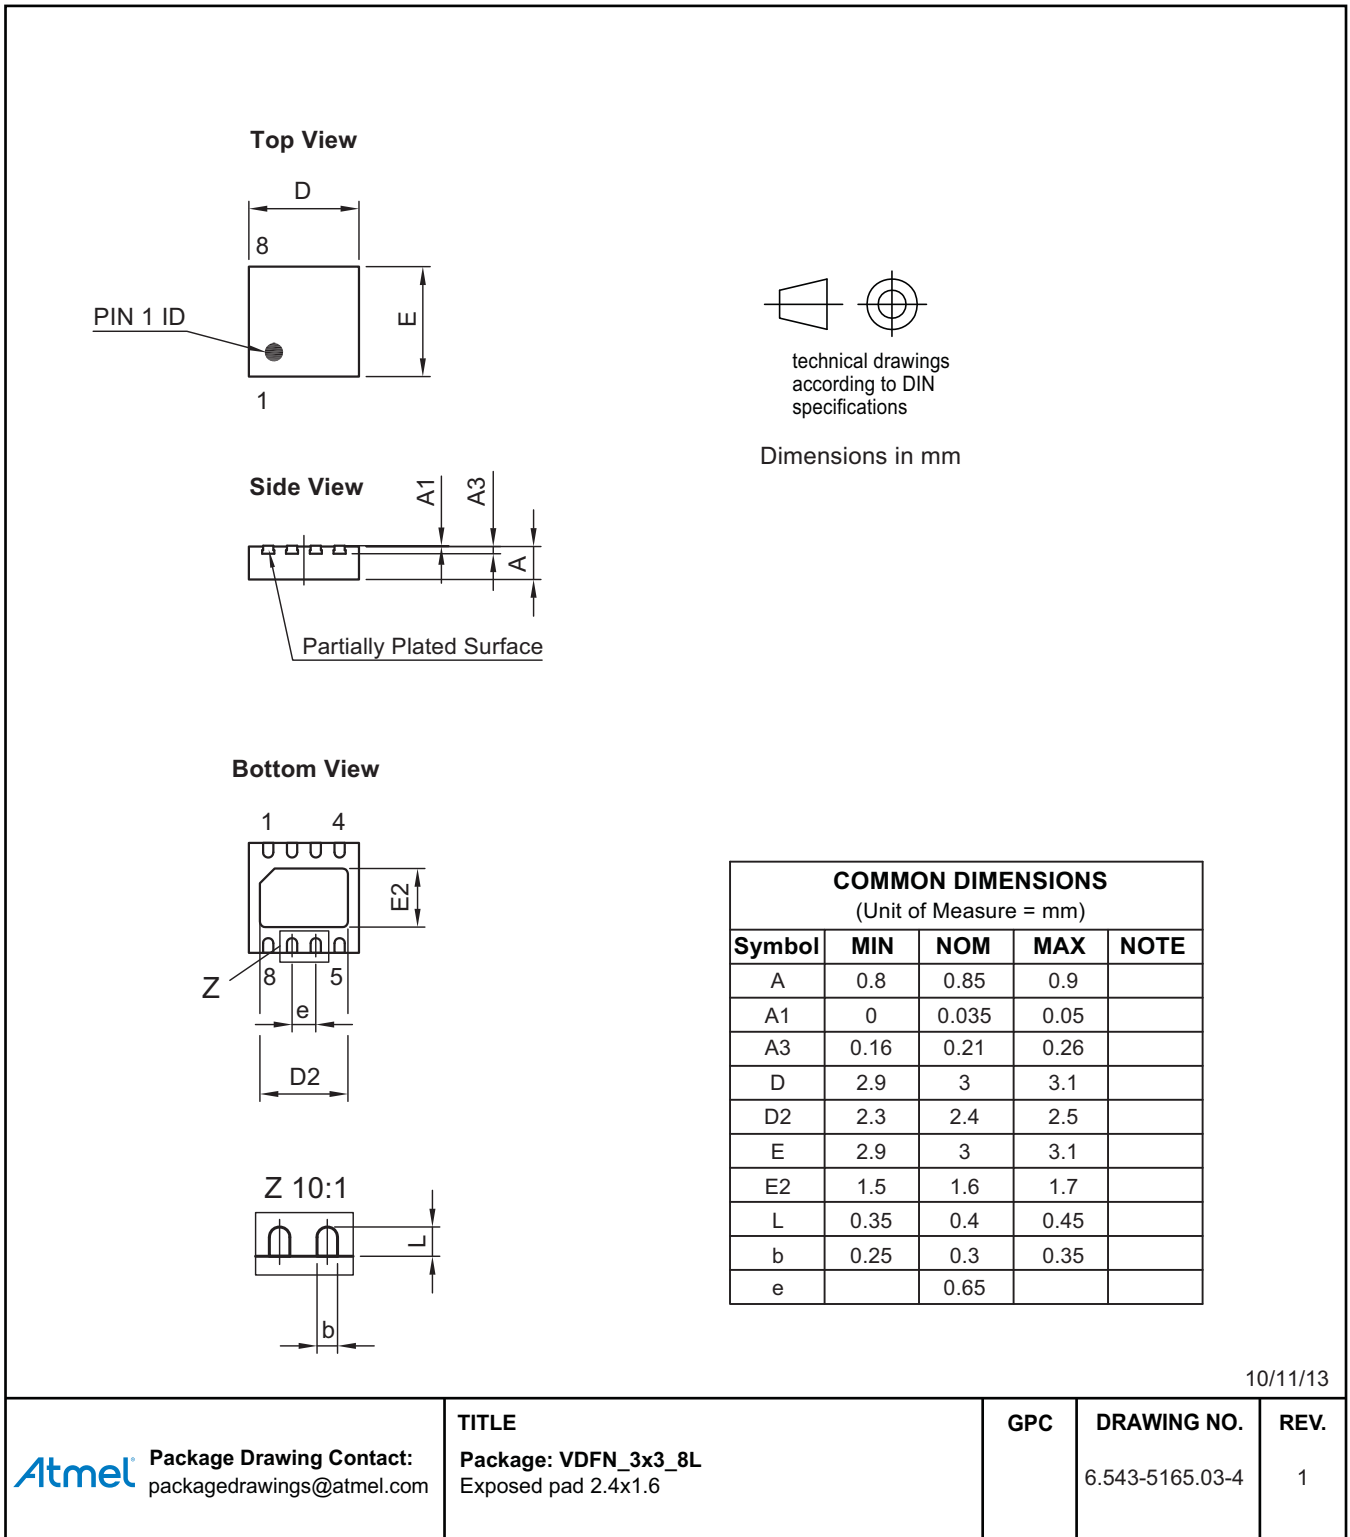 Top View
D
8
PIN 1 ID
E
1
technical drawings
according to DIN
specifications
Dimensions in mm
Side View
A1
A3
A
Partially Plated Surface
Bottom View
1 4
E2
Z
8 5
e
D2
Z 10:1
L
b
COMMON DIMENSIONS
(Unit of Measure = mm)
Symbol MIN NOM MAX NOTE
A 0.8 0.85 0.9
A1 0 0.035 0.05
A3 0.16 0.21 0.26
D 2.9 3 3.1
D2 2.3 2.4 2.5
E 2.9 3 3.1
E2 1.5 1.6 1.7
L 0.35 0.4 0.45
b 0.25 0.3 0.35
e 0.65
10/11/13
Atmel
Package Drawing Contact:
packagedrawings@atmel.com
TITLE
Package: VDFN_3x3_8L
Exposed pad 2.4x1.6
GPC
DRAWING NO.
6.543-5165.03-4
REV.
1